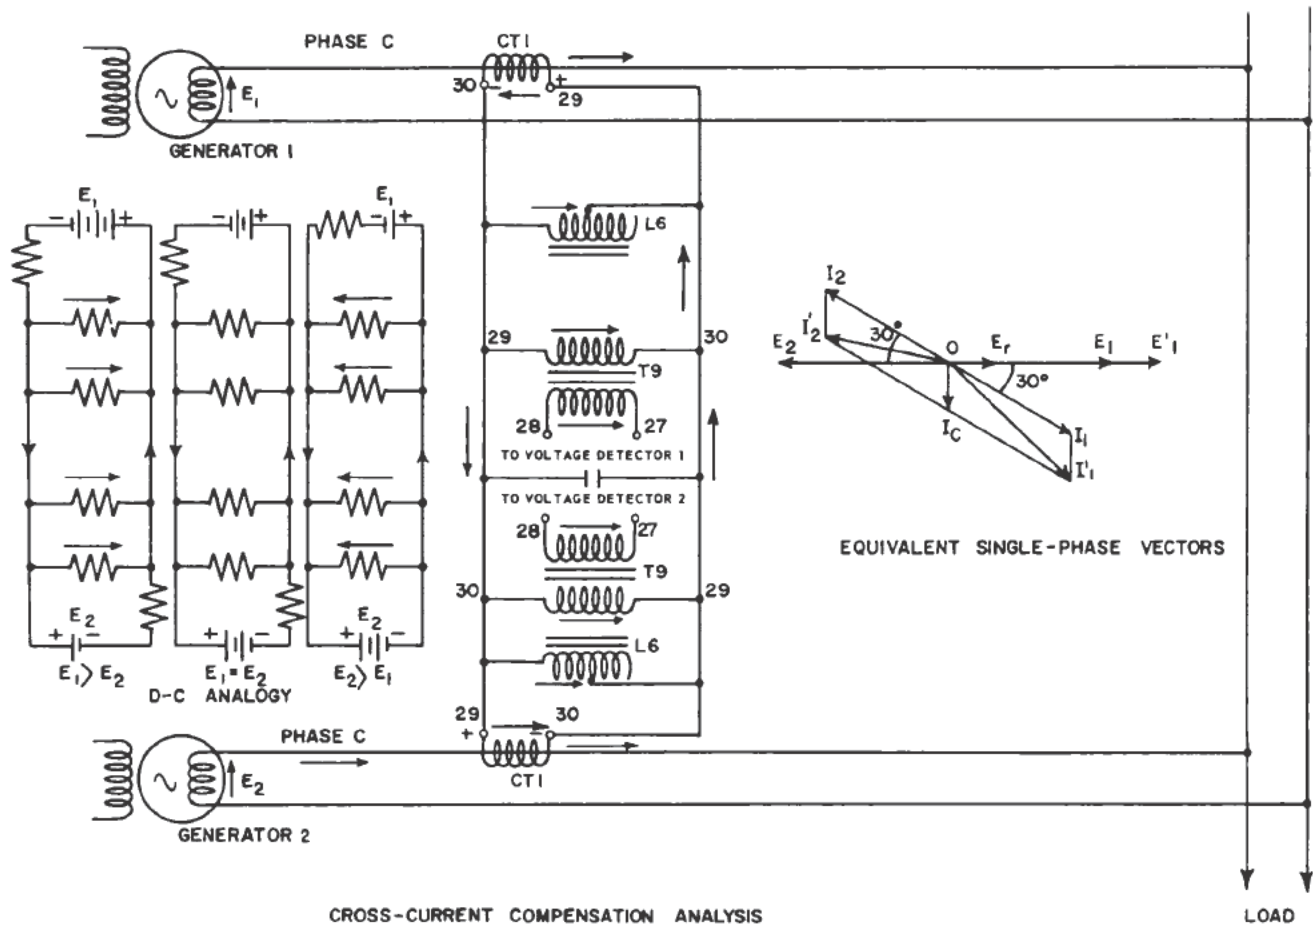 PHASE C
CT1
30
-
+
29
E₁
GENERATOR 1
E₁
- +
- +
E₁
- +
L6
29
30
T9
28
27
TO VOLTAGE DETECTOR 1
TO VOLTAGE DETECTOR 2
28
27
T9
30
29
L6
E₂
+ -
E₁ > E₂
+ -
E₁ = E₂
E₂
+ -
E₂ > E₁
D-C ANALOGY
I₂
I'₂
30°
E₂
O
Er
E₁
E'₁
30°
IC
I₁
I'₁
EQUIVALENT SINGLE-PHASE VECTORS
29
30
+
-
PHASE C
CT1
E₂
GENERATOR 2
CROSS-CURRENT COMPENSATION ANALYSIS
LOAD